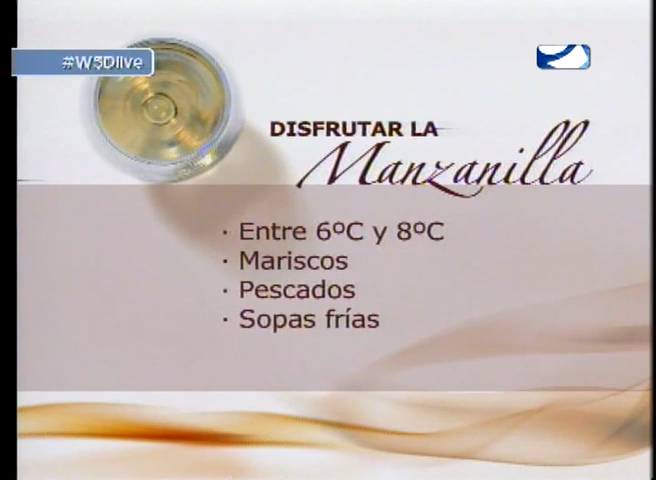 #W3Dlive
DISFRUTAR LA
Manzanilla
· Entre 6ºC y 8ºC
· Mariscos
· Pescados
· Sopas frías